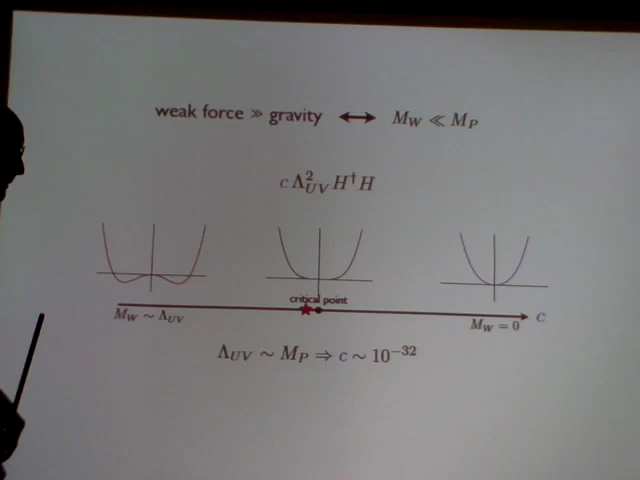 weak force ≫ gravity ⟷ M_W ≪ M_P
c Λ²_UV H†H
critical point
M_W ~ Λ_UV
M_W = 0
c
Λ_UV ~ M_P ⇒ c ~ 10⁻³²